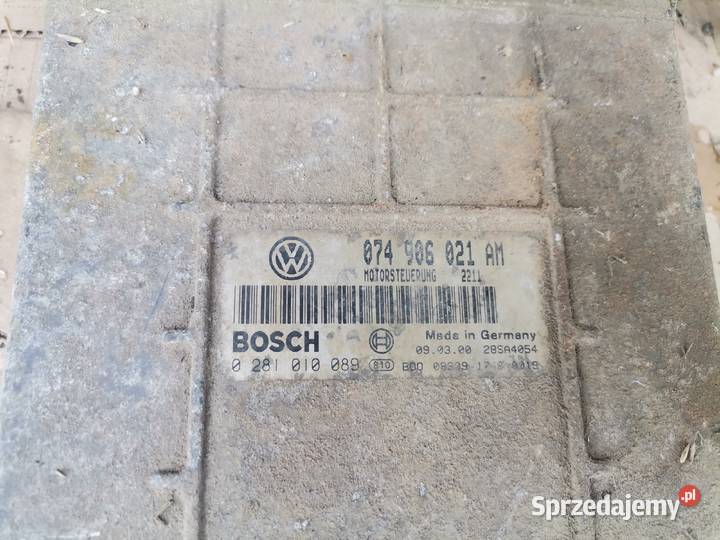 074 906 021 AM
MOTORSTEUERUNG 2211
BOSCH
Made in Germany
09.03.00 28SA4054
0 281 010 089 810
Sprzedajemy.pl